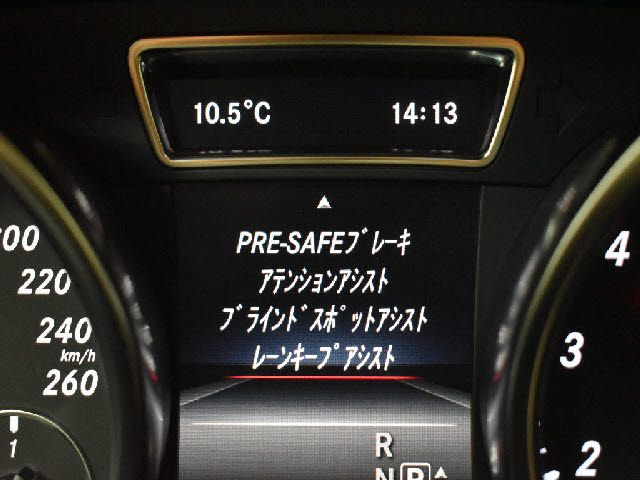 10.5°C 14:13
PRE-SAFEﾌﾞﾚｰｷ
ｱﾃﾝｼｮﾝｱｼｽﾄ
ﾌﾞﾗｲﾝﾄﾞｽﾎﾟｯﾄｱｼｽﾄ
ﾚｰﾝｷｰﾌﾟｱｼｽﾄ
220
240
km/h
260
1
R
N P
4
3
2